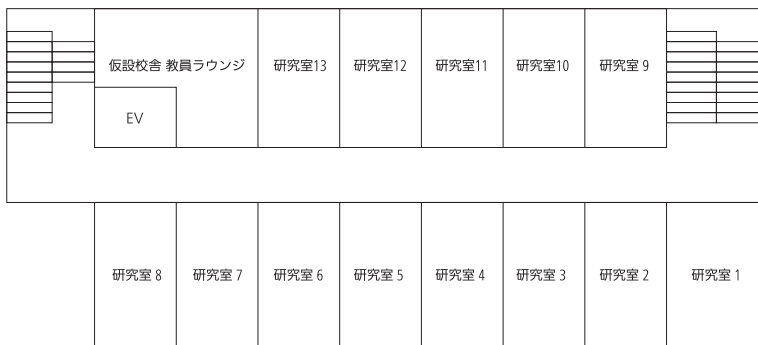 仮設校舎 教員ラウンジ
研究室13
研究室12
研究室11
研究室10
研究室 9
EV
研究室 8
研究室 7
研究室 6
研究室 5
研究室 4
研究室 3
研究室 2
研究室 1